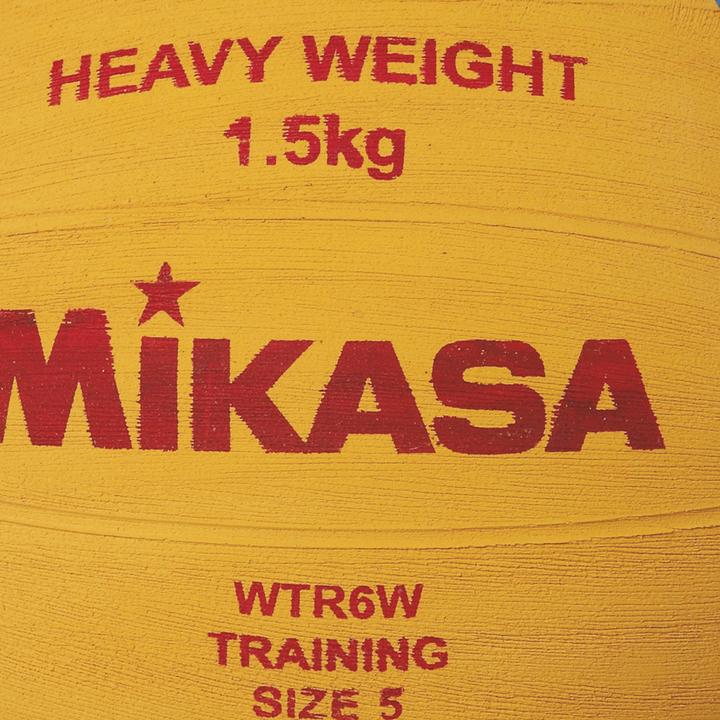 HEAVY WEIGHT
1.5kg
MiKASA
WTR6W
TRAINING
SIZE 5